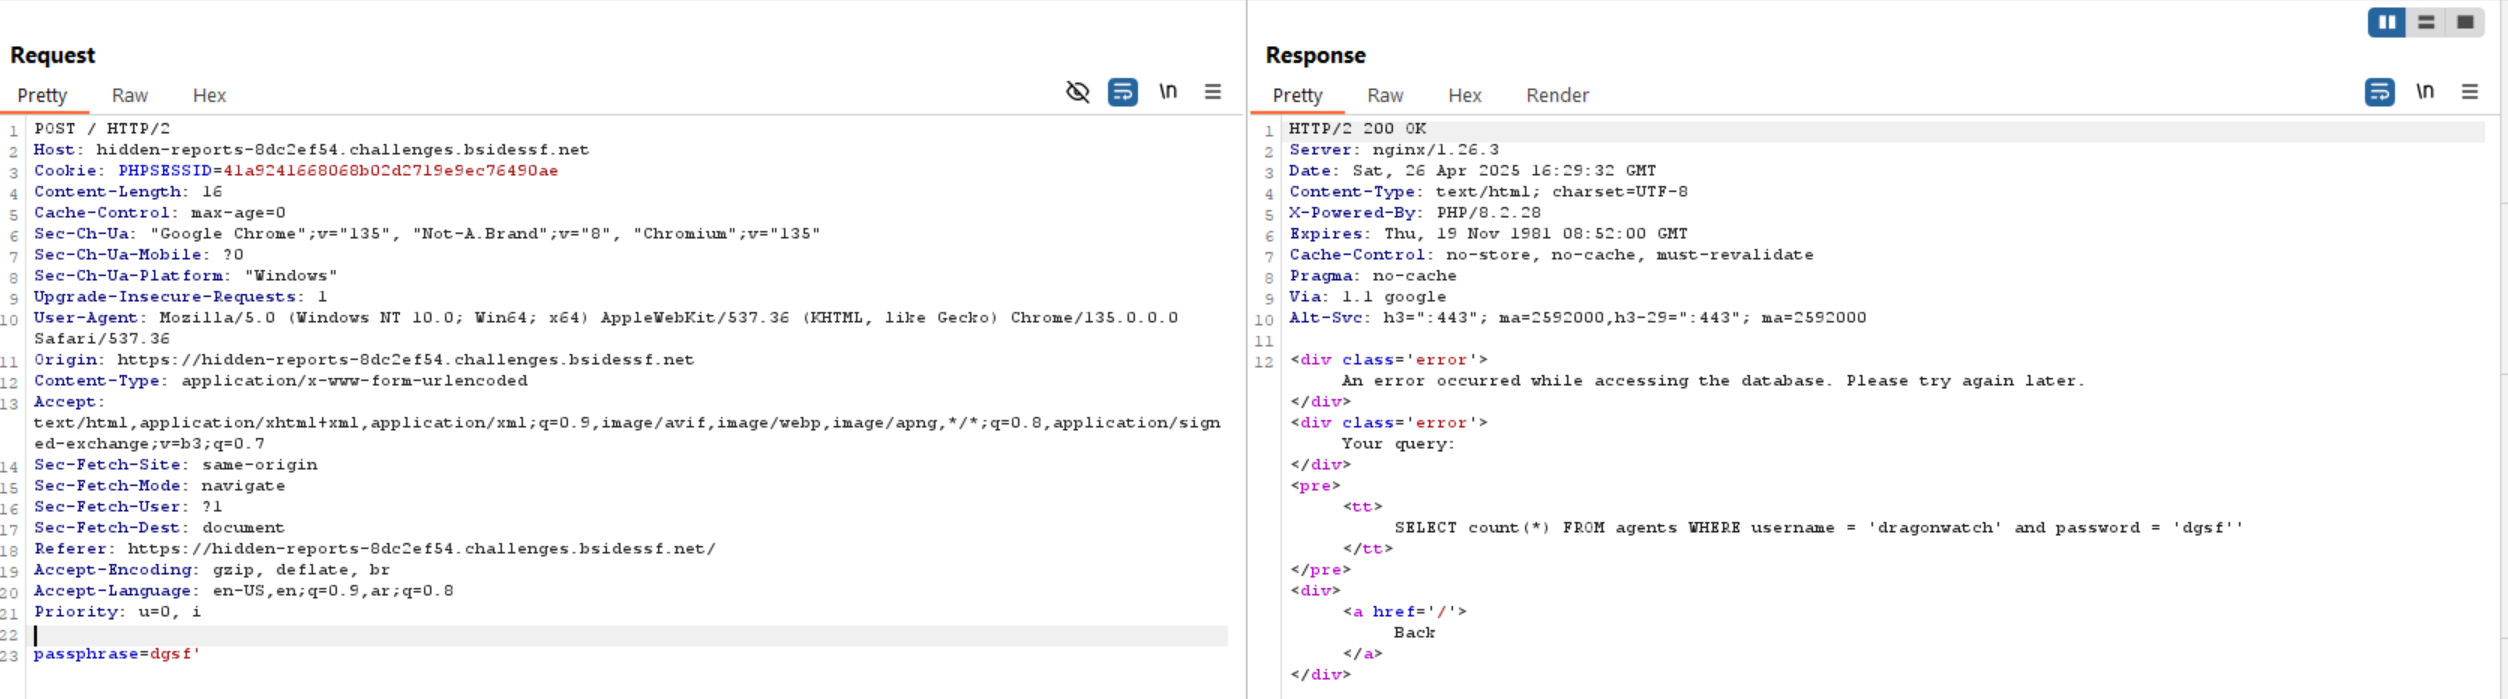 Request
Pretty Raw Hex
\n
1 POST / HTTP/2
2 Host: hidden-reports-8dc2ef54.challenges.bsidessf.net
3 Cookie: PHPSESSID=41a9241668068b02d2719e9ec76490ae
4 Content-Length: 16
5 Cache-Control: max-age=0
6 Sec-Ch-Ua: "Google Chrome";v="135", "Not-A.Brand";v="8", "Chromium";v="135"
7 Sec-Ch-Ua-Mobile: ?0
8 Sec-Ch-Ua-Platform: "Windows"
9 Upgrade-Insecure-Requests: 1
10 User-Agent: Mozilla/5.0 (Windows NT 10.0; Win64; x64) AppleWebKit/537.36 (KHTML, like Gecko) Chrome/135.0.0.0
Safari/537.36
11 Origin: https://hidden-reports-8dc2ef54.challenges.bsidessf.net
12 Content-Type: application/x-www-form-urlencoded
13 Accept:
text/html,application/xhtml+xml,application/xml;q=0.9,image/avif,image/webp,image/apng,*/*;q=0.8,application/sign
ed-exchange;v=b3;q=0.7
14 Sec-Fetch-Site: same-origin
15 Sec-Fetch-Mode: navigate
16 Sec-Fetch-User: ?1
17 Sec-Fetch-Dest: document
18 Referer: https://hidden-reports-8dc2ef54.challenges.bsidessf.net/
19 Accept-Encoding: gzip, deflate, br
20 Accept-Language: en-US,en;q=0.9,ar;q=0.8
21 Priority: u=0, i
22
23 passphrase=dgsf'
Response
Pretty Raw Hex Render
\n
1 HTTP/2 200 OK
2 Server: nginx/1.26.3
3 Date: Sat, 26 Apr 2025 16:29:32 GMT
4 Content-Type: text/html; charset=UTF-8
5 X-Powered-By: PHP/8.2.28
6 Expires: Thu, 19 Nov 1981 08:52:00 GMT
7 Cache-Control: no-store, no-cache, must-revalidate
8 Pragma: no-cache
9 Via: 1.1 google
10 Alt-Svc: h3=":443"; ma=2592000,h3-29=":443"; ma=2592000
11
12 <div class='error'>
An error occurred while accessing the database. Please try again later.
</div>
<div class='error'>
Your query:
</div>
<pre>
<tt>
SELECT count(*) FROM agents WHERE username = 'dragonwatch' and password = 'dgsf''
</tt>
</pre>
<div>
<a href='/'>
Back
</a>
</div>